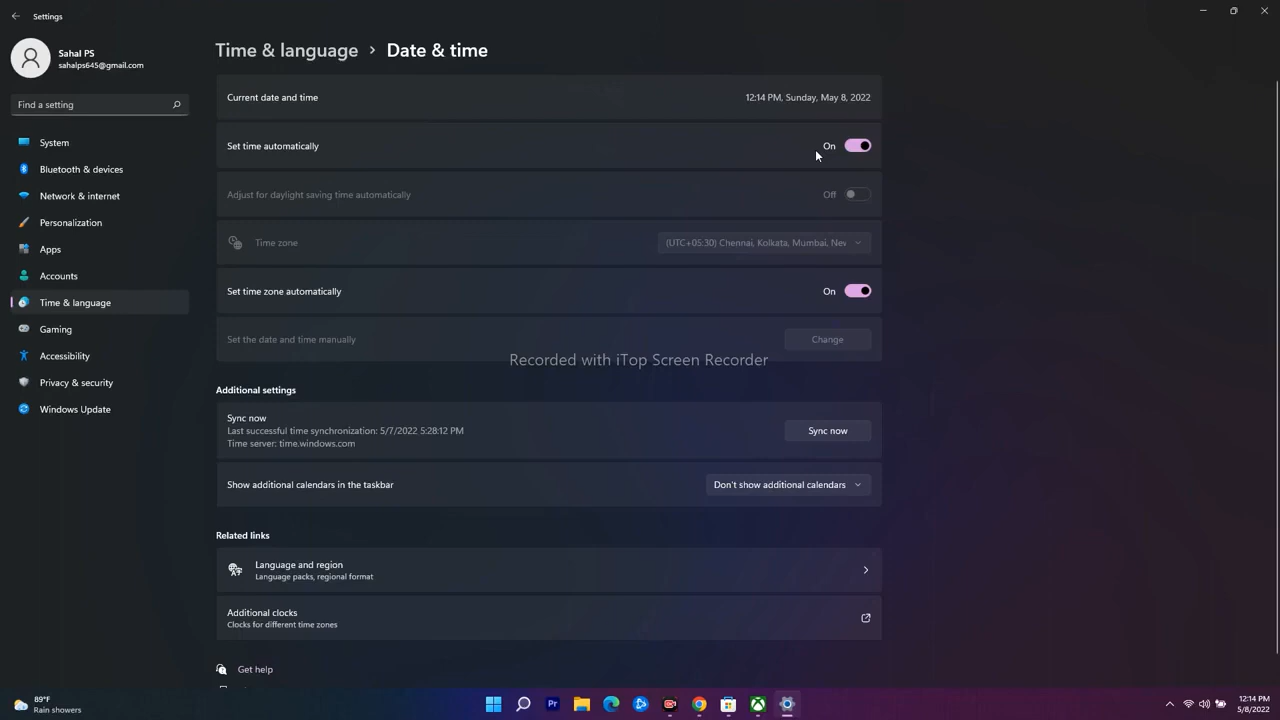 Settings
Sahal PS
sahalps645@gmail.com
Find a setting
System
Bluetooth & devices
Network & internet
Personalization
Apps
Accounts
Time & language
Gaming
Accessibility
Privacy & security
Windows Update
Time & language > Date & time
Current date and time 12:14 PM, Sunday, May 8, 2022
Set time automatically On
Adjust for daylight saving time automatically Off
Time zone (UTC+05:30) Chennai, Kolkata, Mumbai, Nev
Set time zone automatically On
Set the date and time manually Change
Recorded with iTop Screen Recorder
Additional settings
Sync now
Last successful time synchronization: 5/7/2022 5:28:12 PM
Time server: time.windows.com
Sync now
Show additional calendars in the taskbar Don't show additional calendars
Related links
Language and region
Language packs, regional format
Additional clocks
Clocks for different time zones
Get help
89°F
Rain showers
Pr
12:14 PM
5/8/2022